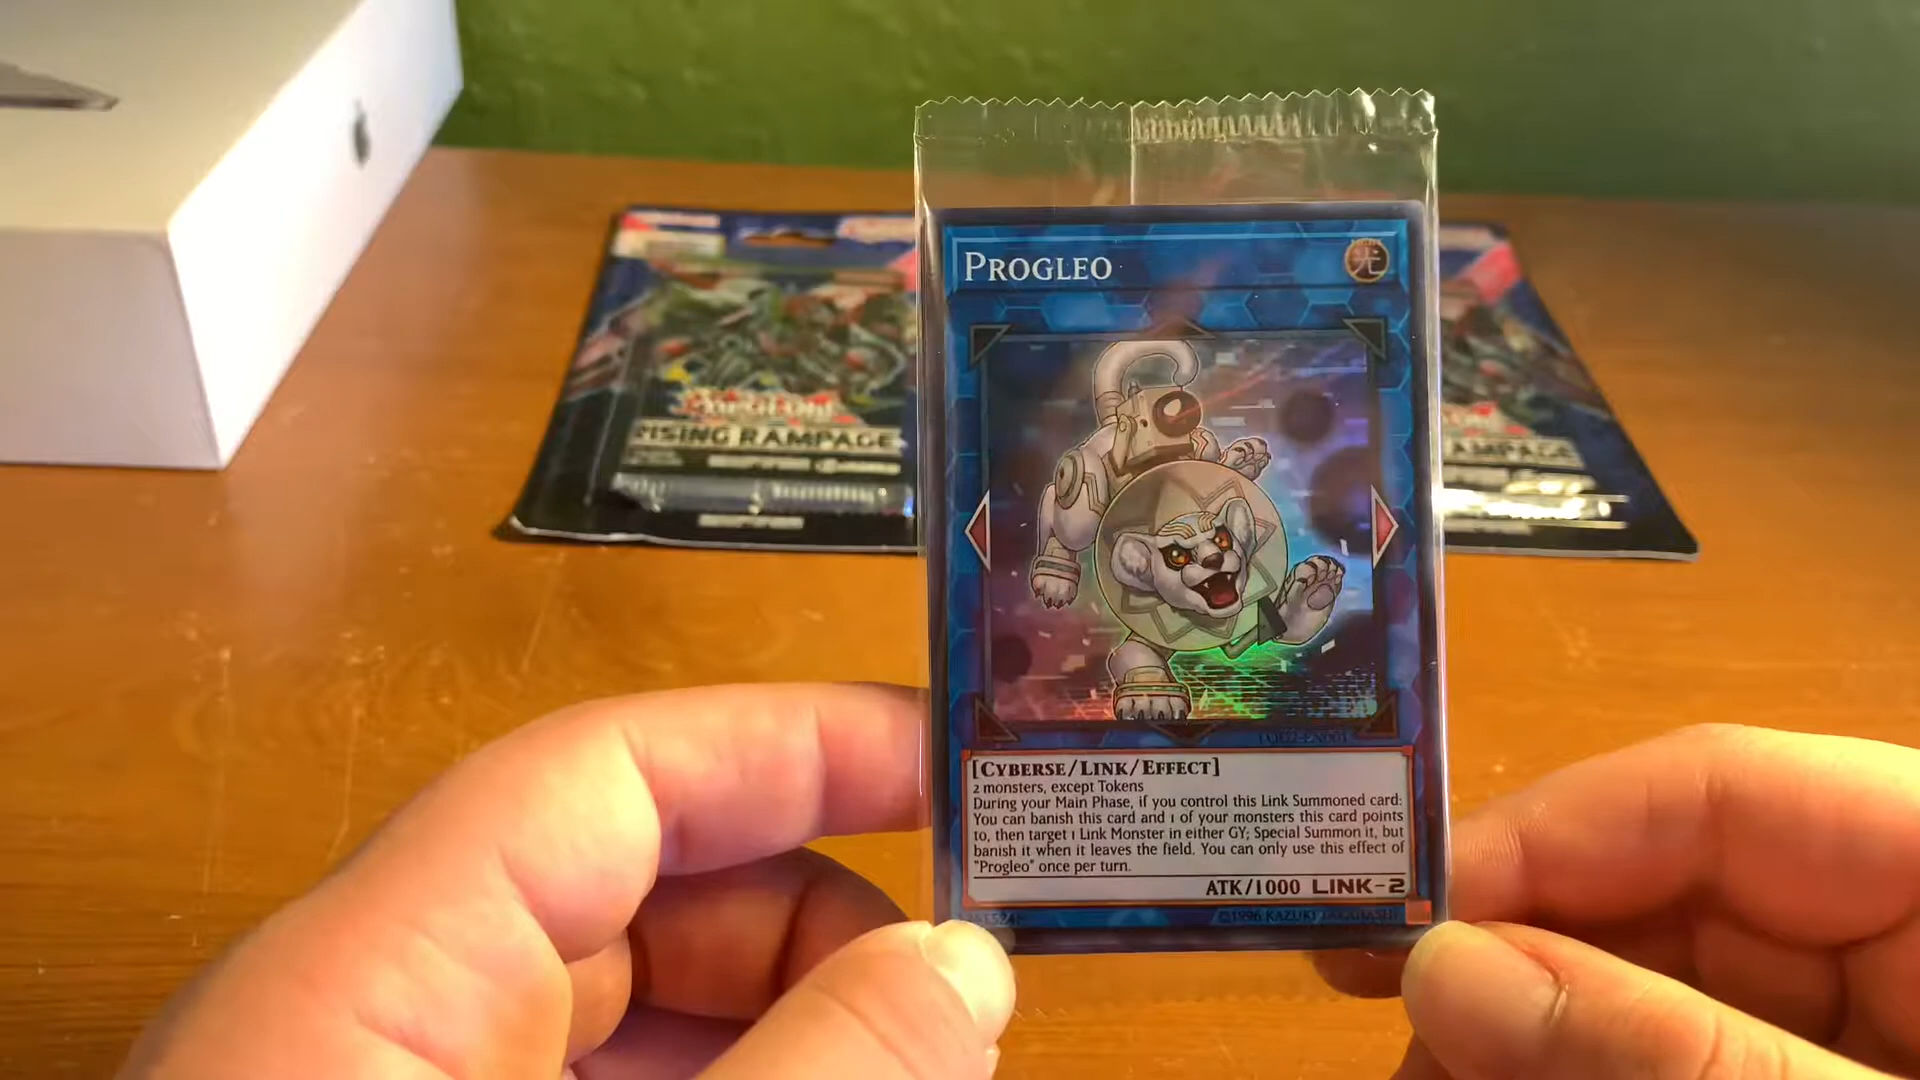 PROGLEO
光
RISING RAMPAGE
RAMPAGE
[CYBERSE/LINK/EFFECT]
2 monsters, except Tokens
During your Main Phase, if you control this Link Summoned card:
You can banish this card and 1 of your monsters this card points
to, then target 1 Link Monster in either GY; Special Summon it, but
banish it when it leaves the field. You can only use this effect of
"Progleo" once per turn.
ATK/1000 LINK-2
©1996 KAZUKI TAKAHASHI